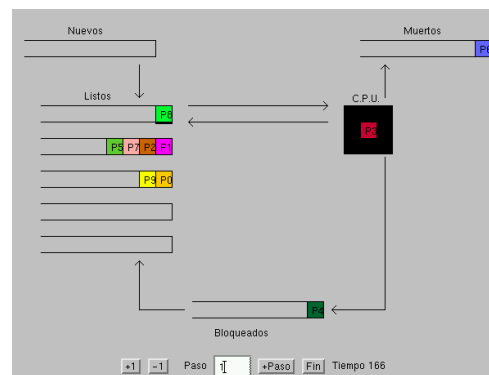 Nuevos Muertos
Listos C.P.U.
P8
P3
P5 P7 P2 P1
P9 P0
P4
Bloqueados
+1 -1 Paso 1 +Paso Fin Tiempo 166